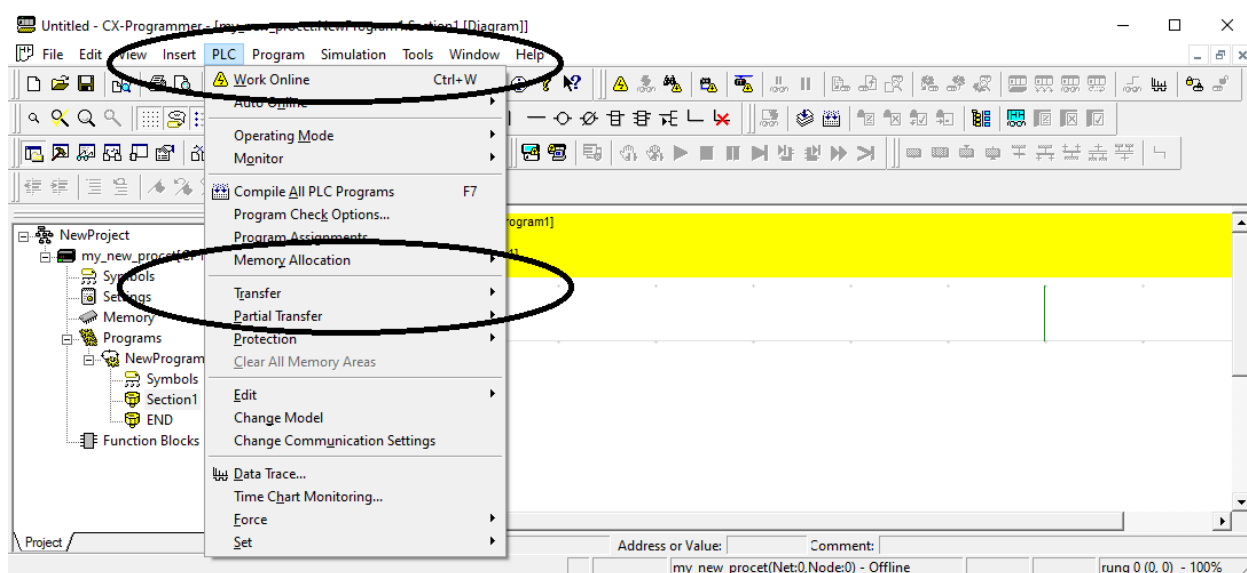 Untitled - CX-Programmer - [my_new_procet.NewProgram1.Section1 [Diagram]]
File Edit View Insert PLC Program Simulation Tools Window Help
Work Online Ctrl+W
Auto Online
Operating Mode
Monitor
Compile All PLC Programs F7
Program Check Options...
Program Assignments
Memory Allocation
Transfer
Partial Transfer
Protection
Clear All Memory Areas
Edit
Change Model
Change Communication Settings
Data Trace...
Time Chart Monitoring...
Force
Set
rogram1]
NewProject
my_new_procet[CP1
Symbols
Settings
Memory
Programs
NewProgram
Symbols
Section1
END
Function Blocks
Project
Address or Value: Comment:
my_new_procet(Net:0,Node:0) - Offline rung 0 (0, 0) - 100%